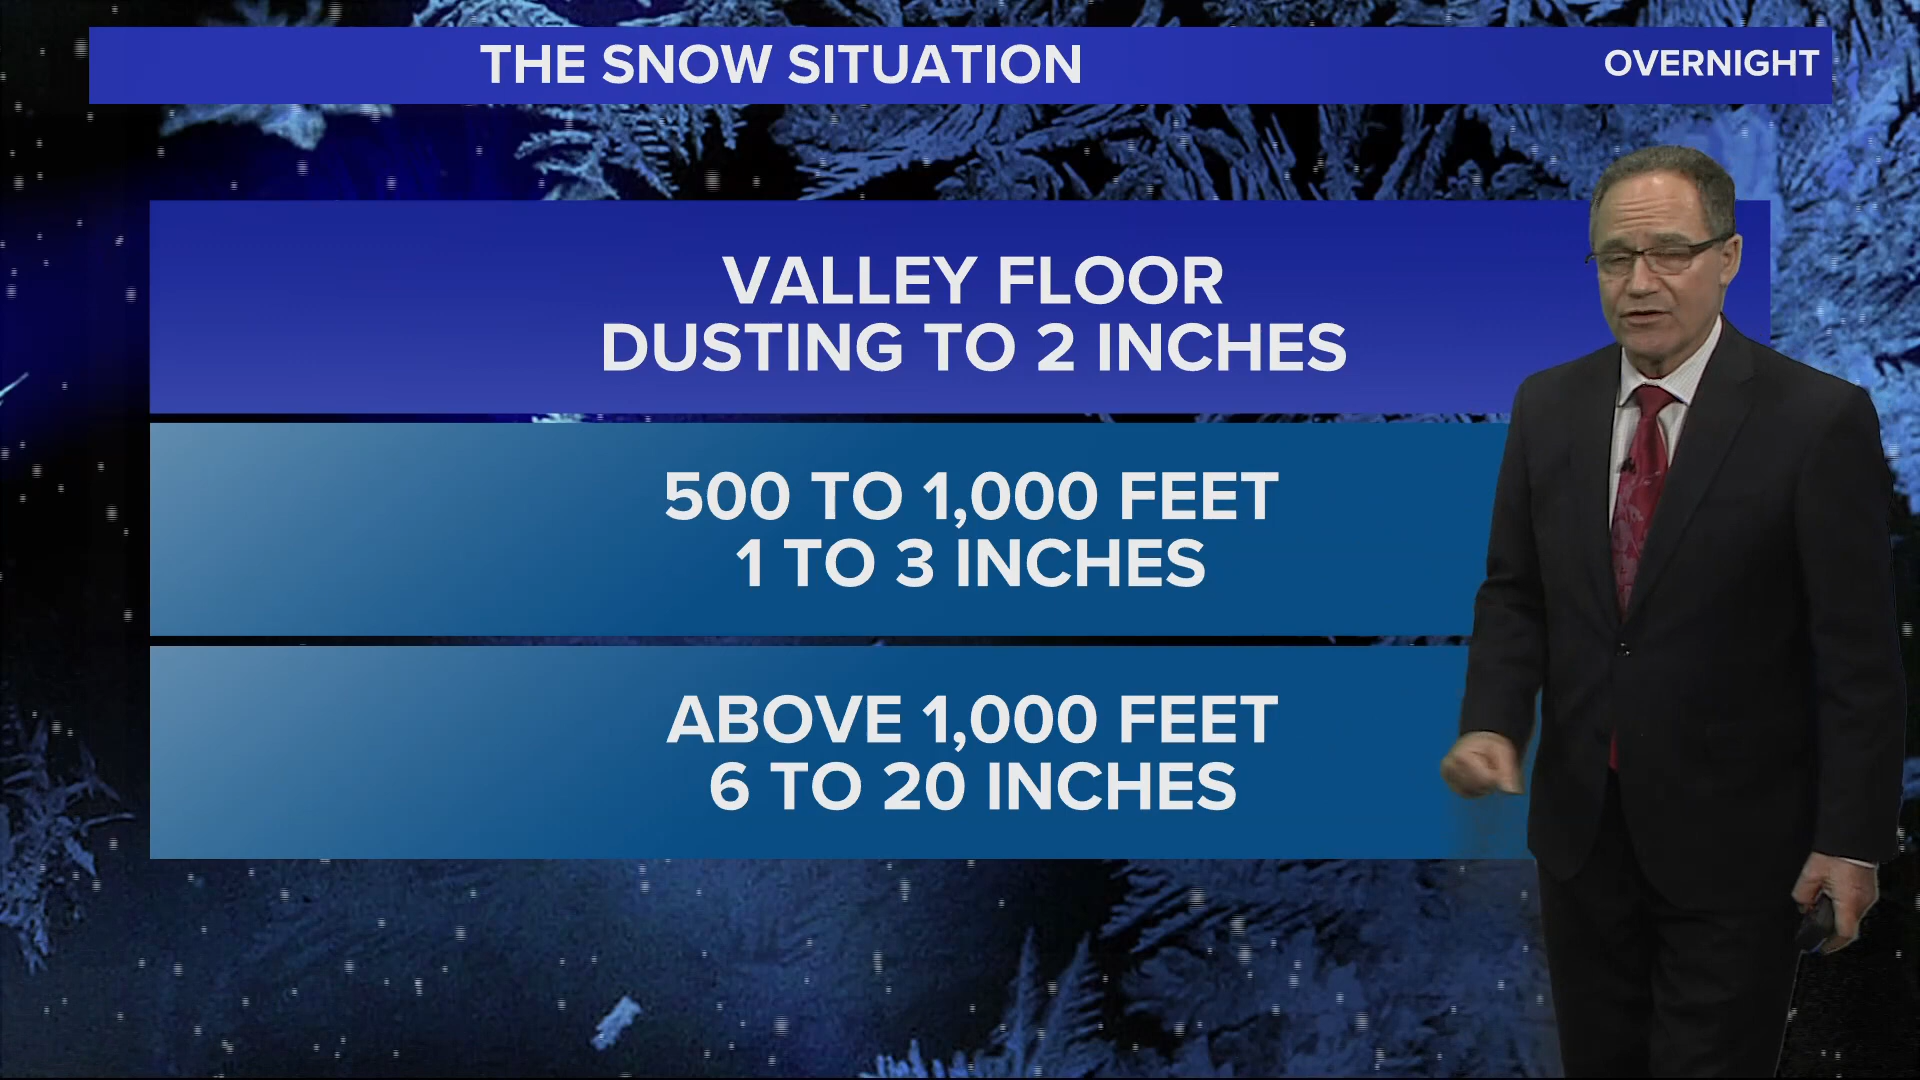 THE SNOW SITUATION
OVERNIGHT
VALLEY FLOOR
DUSTING TO 2 INCHES
500 TO 1,000 FEET
1 TO 3 INCHES
ABOVE 1,000 FEET
6 TO 20 INCHES